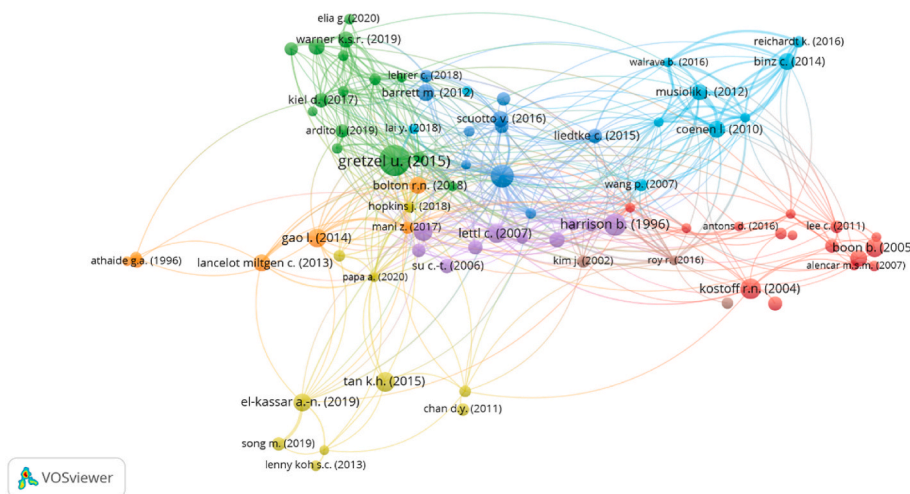 elia g. (2020)
warner k.s.r. (2019)
reichardt k. (2016)
walrave b. (2016)
binz c. (2014)
lehrer c. (2018)
kiel d. (2017)
barrett m. (2012)
musiolik j. (2012)
scuotto v. (2016)
ardito l. (2019)
lai y. (2018)
liedtke c. (2015)
coenen l. (2010)
gretzel u. (2015)
bolton r.n. (2018)
wang p. (2007)
hopkins j. (2018)
mani z. (2017)
lettl c. (2007)
harrison b. (1996)
antons d. (2016)
lee c. (2011)
gao l. (2014)
boon b. (2005)
athaide g.a. (1996)
lancelot miltgen c. (2013)
su c.-t. (2006)
kim j. (2002)
roy r. (2016)
alencar m.s.m. (2007)
papa a. (2020)
kostoff r.n. (2004)
tan k.h. (2015)
el-kassar a.-n. (2019)
chan d.y. (2011)
song m. (2019)
lenny koh s.c. (2013)
VOSviewer